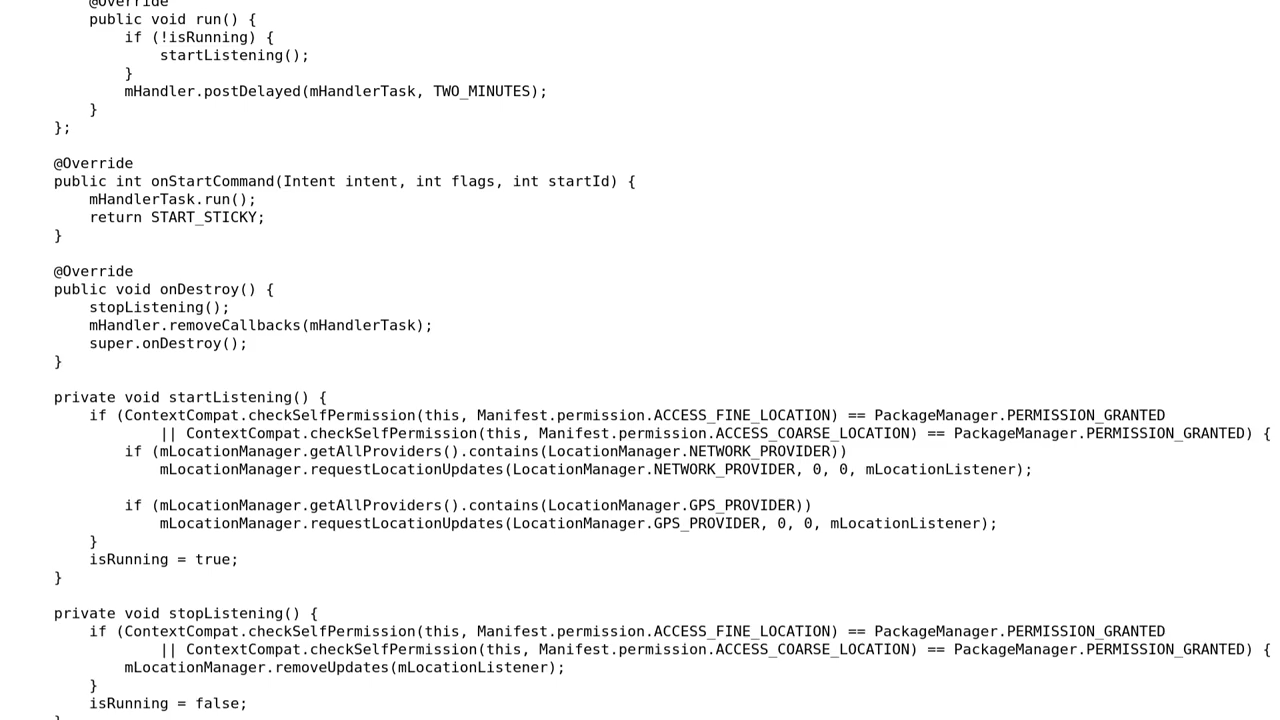 @Override
    public void run() {
        if (!isRunning) {
            startListening();
        }
        mHandler.postDelayed(mHandlerTask, TWO_MINUTES);
    }
};

@Override
public int onStartCommand(Intent intent, int flags, int startId) {
    mHandlerTask.run();
    return START_STICKY;
}

@Override
public void onDestroy() {
    stopListening();
    mHandler.removeCallbacks(mHandlerTask);
    super.onDestroy();
}

private void startListening() {
    if (ContextCompat.checkSelfPermission(this, Manifest.permission.ACCESS_FINE_LOCATION) == PackageManager.PERMISSION_GRANTED
            || ContextCompat.checkSelfPermission(this, Manifest.permission.ACCESS_COARSE_LOCATION) == PackageManager.PERMISSION_GRANTED) {
        if (mLocationManager.getAllProviders().contains(LocationManager.NETWORK_PROVIDER))
            mLocationManager.requestLocationUpdates(LocationManager.NETWORK_PROVIDER, 0, 0, mLocationListener);

        if (mLocationManager.getAllProviders().contains(LocationManager.GPS_PROVIDER))
            mLocationManager.requestLocationUpdates(LocationManager.GPS_PROVIDER, 0, 0, mLocationListener);
    }
    isRunning = true;
}

private void stopListening() {
    if (ContextCompat.checkSelfPermission(this, Manifest.permission.ACCESS_FINE_LOCATION) == PackageManager.PERMISSION_GRANTED
            || ContextCompat.checkSelfPermission(this, Manifest.permission.ACCESS_COARSE_LOCATION) == PackageManager.PERMISSION_GRANTED) {
        mLocationManager.removeUpdates(mLocationListener);
    }
    isRunning = false;
}